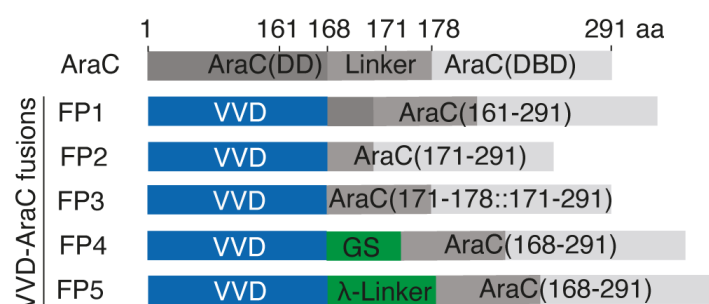 1 161 168 171 178 291 aa
AraC AraC(DD) Linker AraC(DBD)
VVD-AraC fusions
FP1 VVD AraC(161-291)
FP2 VVD AraC(171-291)
FP3 VVD AraC(171-178::171-291)
FP4 VVD GS AraC(168-291)
FP5 VVD λ-Linker AraC(168-291)